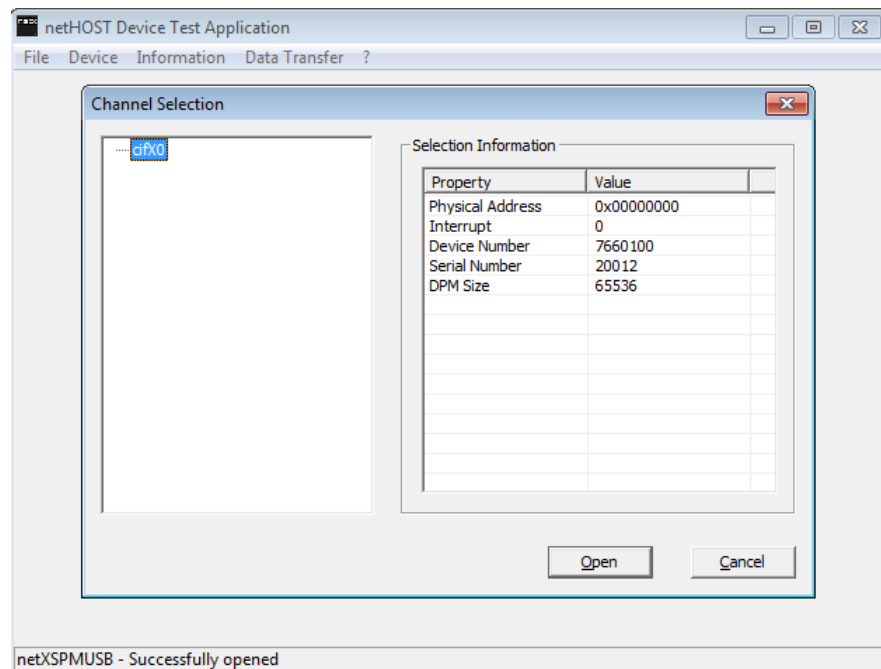 netHOST Device Test Application
File Device Information Data Transfer ?
Channel Selection
cifX0
Selection Information
Property Value
Physical Address 0x00000000
Interrupt 0
Device Number 7660100
Serial Number 20012
DPM Size 65536
Open Cancel
netXSPMUSB - Successfully opened